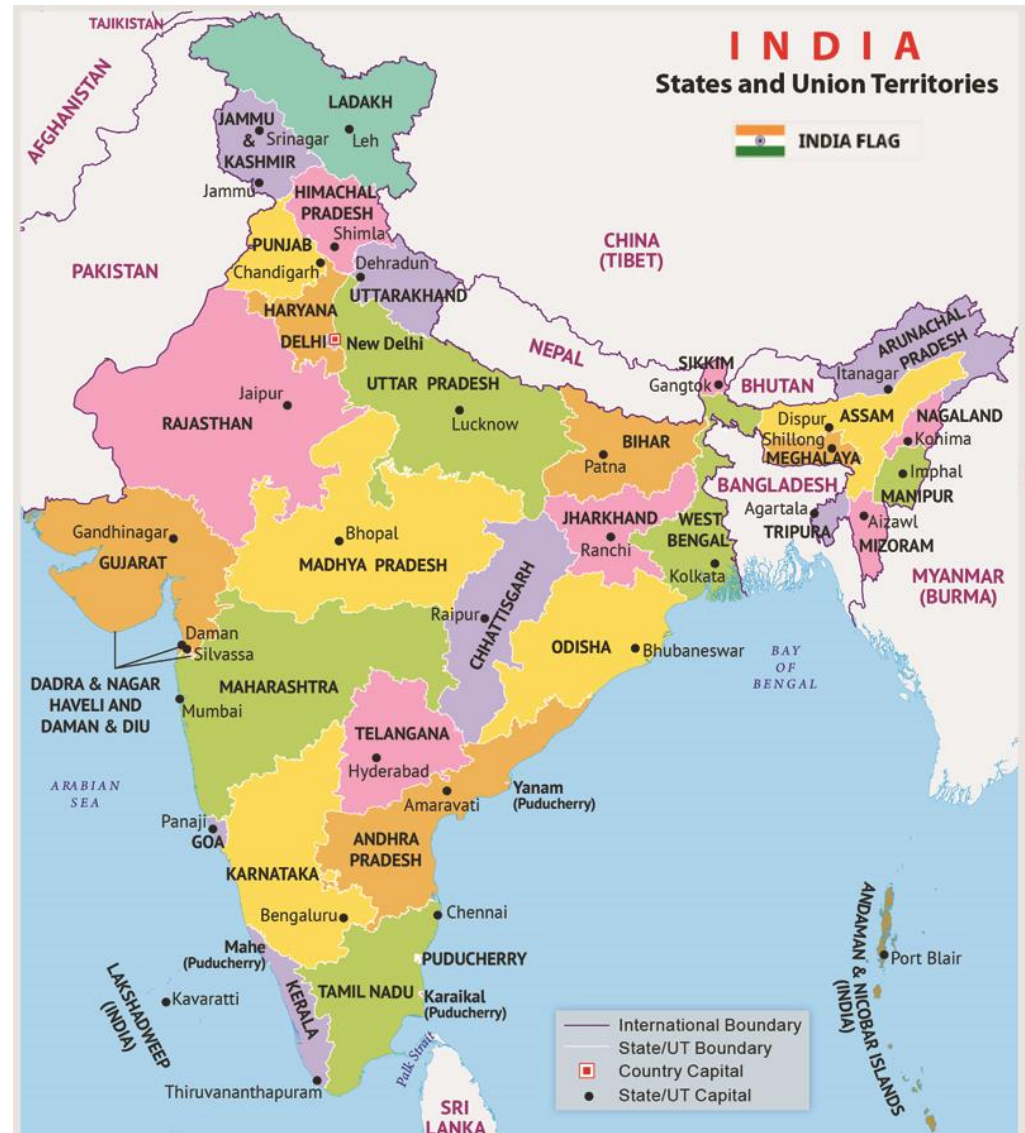 TAJIKISTAN
AFGHANISTAN
INDIA
States and Union Territories
INDIA FLAG
LADAKH
Leh
JAMMU
&
KASHMIR
Srinagar
Jammu
HIMACHAL
PRADESH
Shimla
PUNJAB
Chandigarh
Dehradun
UTTARAKHAND
PAKISTAN
CHINA
(TIBET)
HARYANA
DELHI
New Delhi
NEPAL
SIKKIM
Gangtok
BHUTAN
ARUNACHAL
PRADESH
Itanagar
Jaipur
RAJASTHAN
UTTAR PRADESH
Lucknow
BIHAR
Patna
Dispur
ASSAM
NAGALAND
Shillong
MEGHALAYA
Kohima
Imphal
MANIPUR
BANGLADESH
Agartala
TRIPURA
Aizawl
MIZORAM
MYANMAR
(BURMA)
Gandhinagar
GUJARAT
Bhopal
MADHYA PRADESH
JHARKHAND
Ranchi
WEST
BENGAL
Kolkata
CHHATTISGARH
Raipur
ODISHA
Bhubaneswar
BAY
OF
BENGAL
Daman
Silvassa
DADRA & NAGAR
HAVELI AND
DAMAN & DIU
MAHARASHTRA
Mumbai
TELANGANA
Hyderabad
ARABIAN
SEA
Amaravati
Yanam
(Puducherry)
Panaji
GOA
ANDHRA
PRADESH
KARNATAKA
Bengaluru
Chennai
Mahe
(Puducherry)
PUDUCHERRY
LAKSHADWEEP
(INDIA)
Kavaratti
KERALA
TAMIL NADU
Karaikal
(Puducherry)
Palk Strait
Thiruvananthapuram
SRI
LANKA
ANDAMAN & NICOBAR ISLANDS
(INDIA)
Port Blair
International Boundary
State/UT Boundary
Country Capital
State/UT Capital